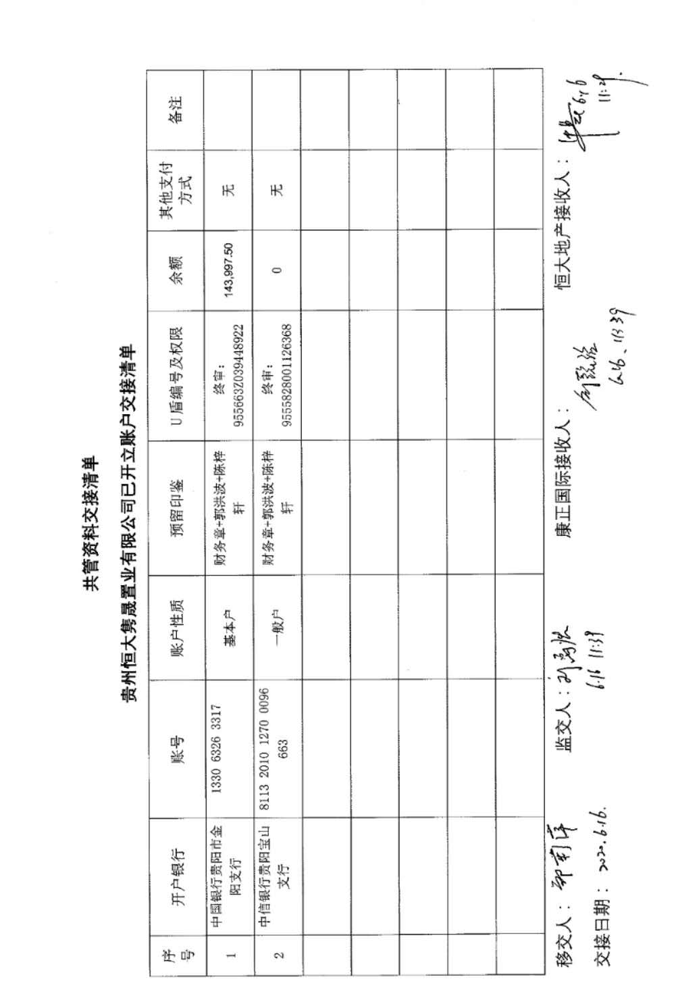 共管资料交接清单
贵州恒大隽晟置业有限公司已开立账户交接清单
序号 开户银行 账号 账户性质 预留印鉴 U盾编号及权限 余额 其他支付方式 备注
1 中国银行贵阳市金阳支行 1330 6326 3317 基本户 财务章+郭洪波+陈梓轩 终审：955663Z039448922 143,997.50 无
2 中信银行贵阳宝山支行 8113 2010 1270 0096 663 一般户 财务章+郭洪波+陈梓轩 终审：9555828001126368 0 无
移交人： 监交人： 康正国际接收人： 恒大地产接收人：
6.16
11:29.
交接日期：2020.6.16. 6.16 11:39 6.16、11:39